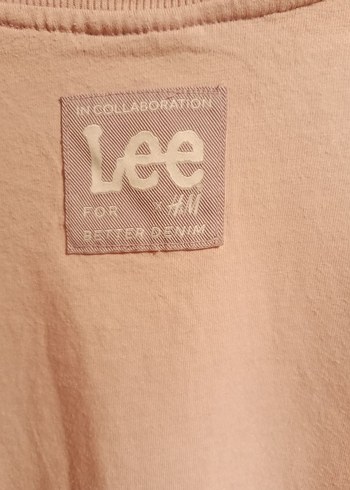 IN COLLABORATION
Lee
FOR × H&M
BETTER DENIM